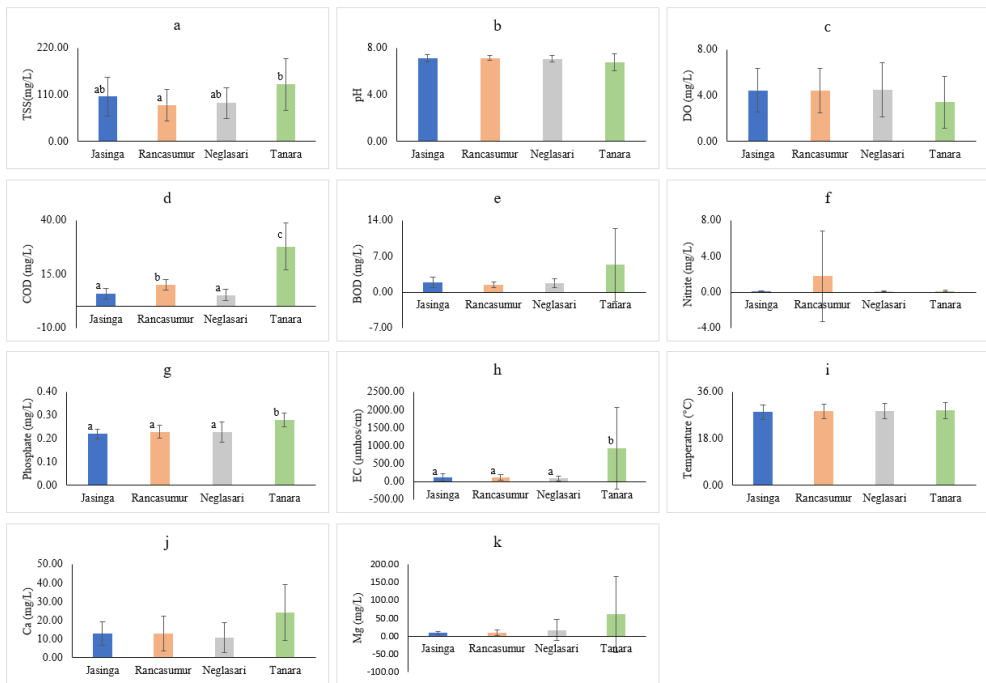 a
220.00
110.00
0.00
TSS(mg/L)
ab
a
ab
b
Jasinga
Rancasumur
Neglasari
Tanara
b
8.00
4.00
0.00
pH
Jasinga
Rancasumur
Neglasari
Tanara
c
8.00
4.00
0.00
DO (mg/L)
Jasinga
Rancasumur
Neglasari
Tanara
d
40.00
15.00
-10.00
COD (mg/L)
a
b
a
c
Jasinga
Rancasumur
Neglasari
Tanara
e
14.00
7.00
0.00
-7.00
BOD (mg/L)
Jasinga
Rancasumur
Neglasari
Tanara
f
8.00
4.00
0.00
-4.00
Nitrite (mg/L)
Jasinga
Rancasumur
Neglasari
Tanara
g
0.40
0.30
0.20
0.10
0.00
Phosphate (mg/L)
a
a
a
b
Jasinga
Rancasumur
Neglasari
Tanara
h
2500.00
2000.00
1500.00
1000.00
500.00
0.00
-500.00
EC (µmhos/cm)
a
a
a
b
Jasinga
Rancasumur
Neglasari
Tanara
i
36.00
18.00
0.00
Temperature (°C)
Jasinga
Rancasumur
Neglasari
Tanara
j
50.00
40.00
30.00
20.00
10.00
0.00
Ca (mg/L)
Jasinga
Rancasumur
Neglasari
Tanara
k
200.00
150.00
100.00
50.00
0.00
-50.00
-100.00
Mg (mg/L)
Jasinga
Rancasumur
Neglasari
Tanara